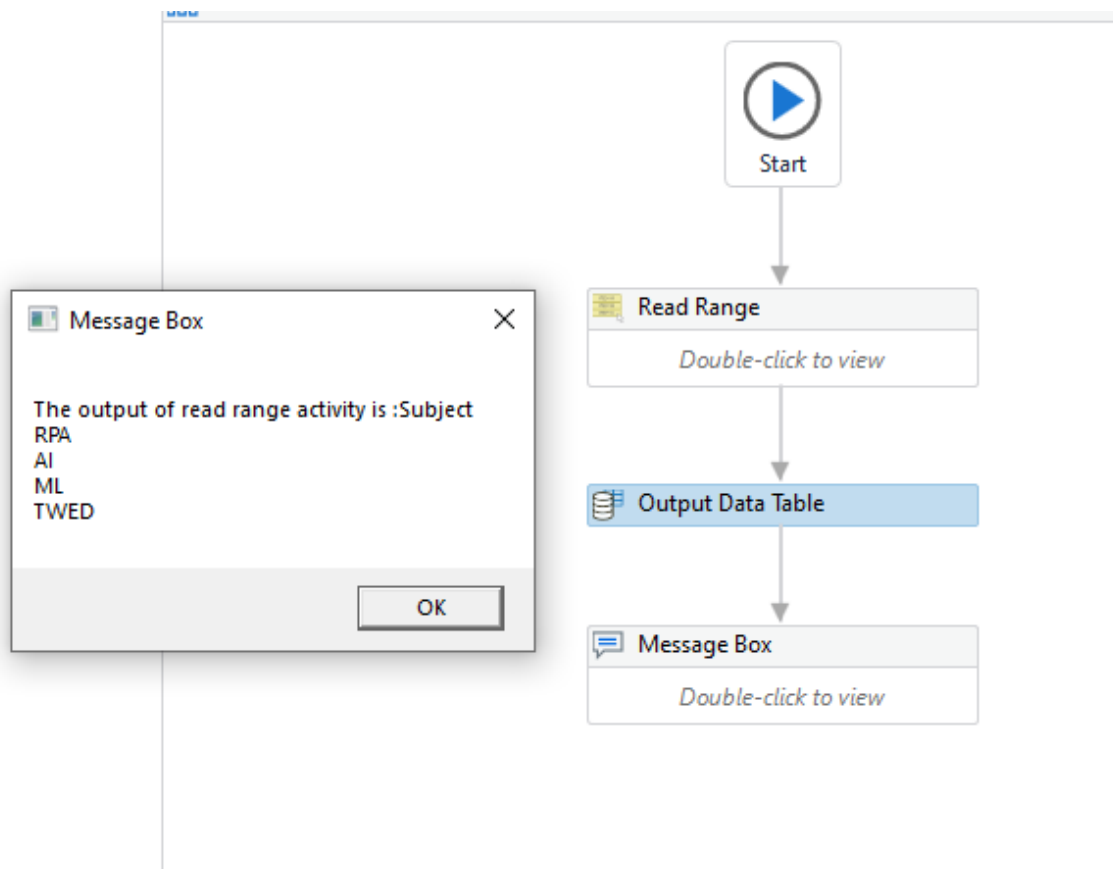 Start
Read Range
Double-click to view
Output Data Table
Message Box
Double-click to view
Message Box
The output of read range activity is :Subject
RPA
AI
ML
TWED
OK